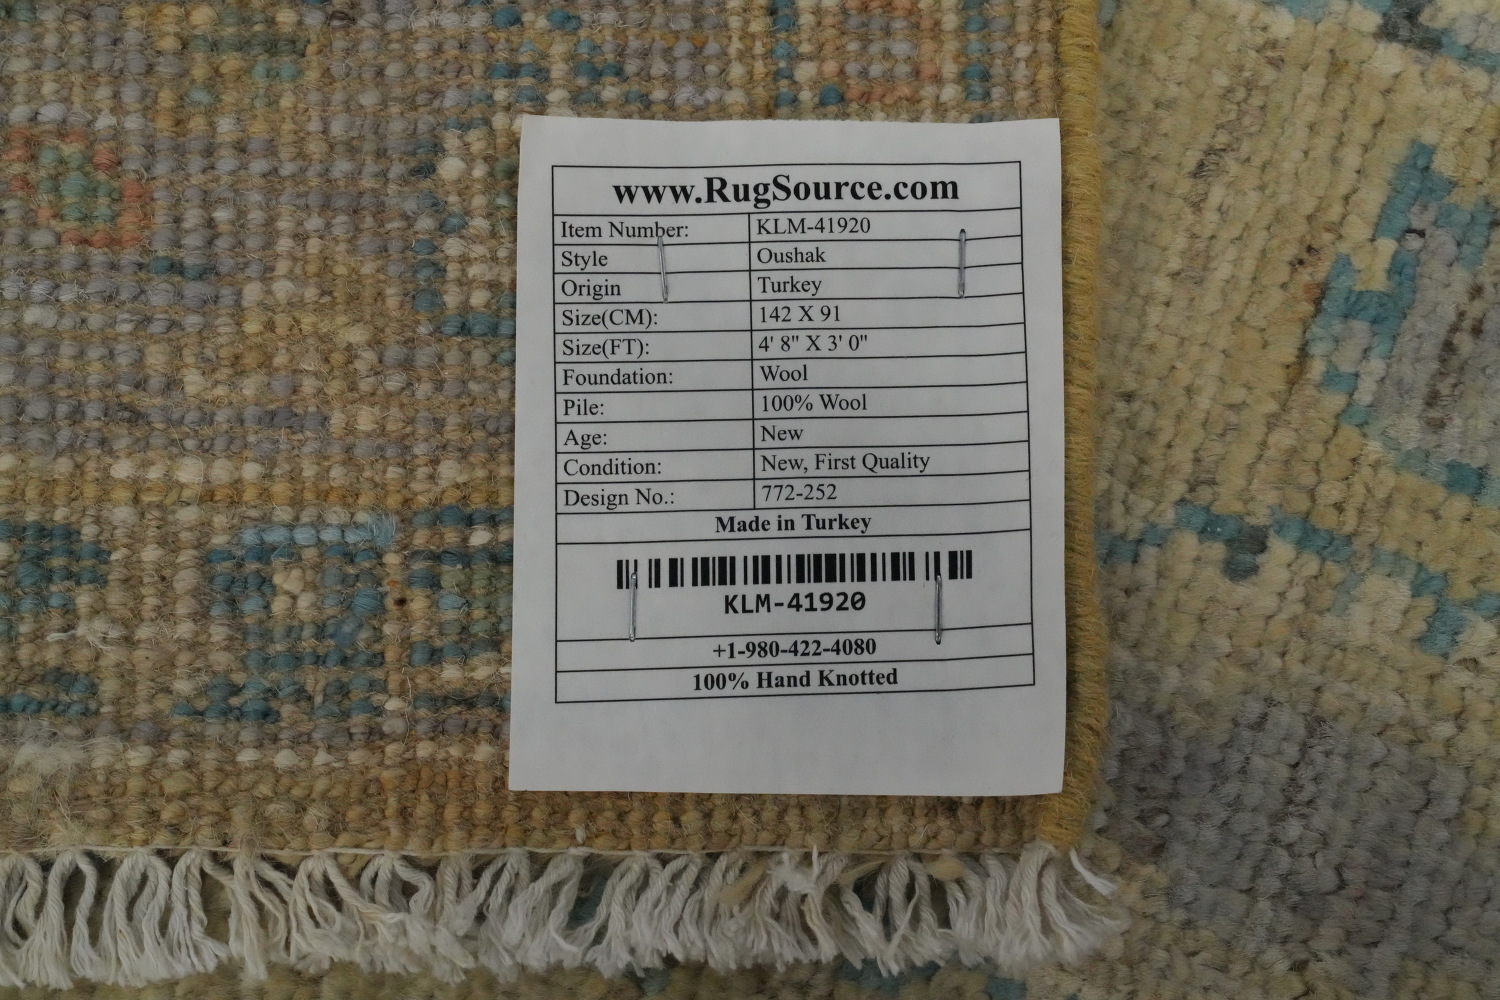 www.RugSource.com
Item Number: KLM-41920
Style Oushak
Origin Turkey
Size(CM): 142 X 91
Size(FT): 4' 8" X 3' 0"
Foundation: Wool
Pile: 100% Wool
Age: New
Condition: New, First Quality
Design No.: 772-252
Made in Turkey
KLM-41920
+1-980-422-4080
100% Hand Knotted